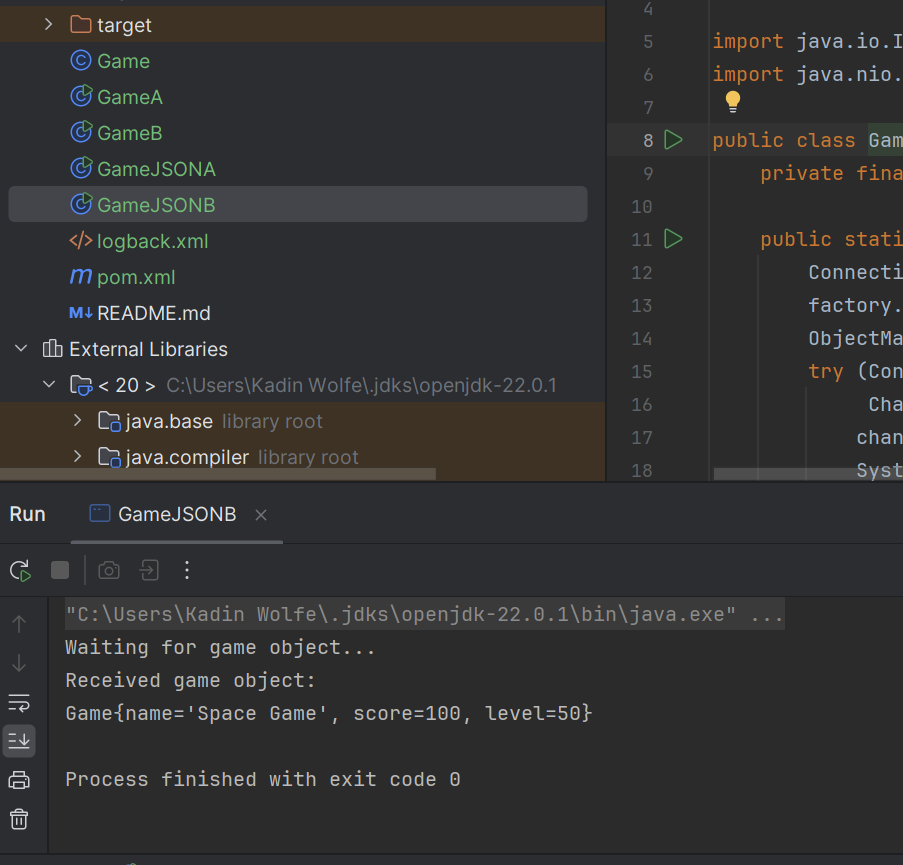 target
Game
GameA
GameB
GameJSONA
GameJSONB
</> logback.xml
m pom.xml
M↓ README.md
External Libraries
< 20 > C:\Users\Kadin Wolfe\.jdks\openjdk-22.0.1
java.base library root
java.compiler library root
4
5 import java.io.I
6 import java.nio.
7
8 public class Gam
9 private fina
10
11 public stati
12 Connecti
13 factory.
14 ObjectMa
15 try (Con
16 Cha
17 chan
18 Syst
Run GameJSONB
"C:\Users\Kadin Wolfe\.jdks\openjdk-22.0.1\bin\java.exe" ...
Waiting for game object...
Received game object:
Game{name='Space Game', score=100, level=50}
Process finished with exit code 0